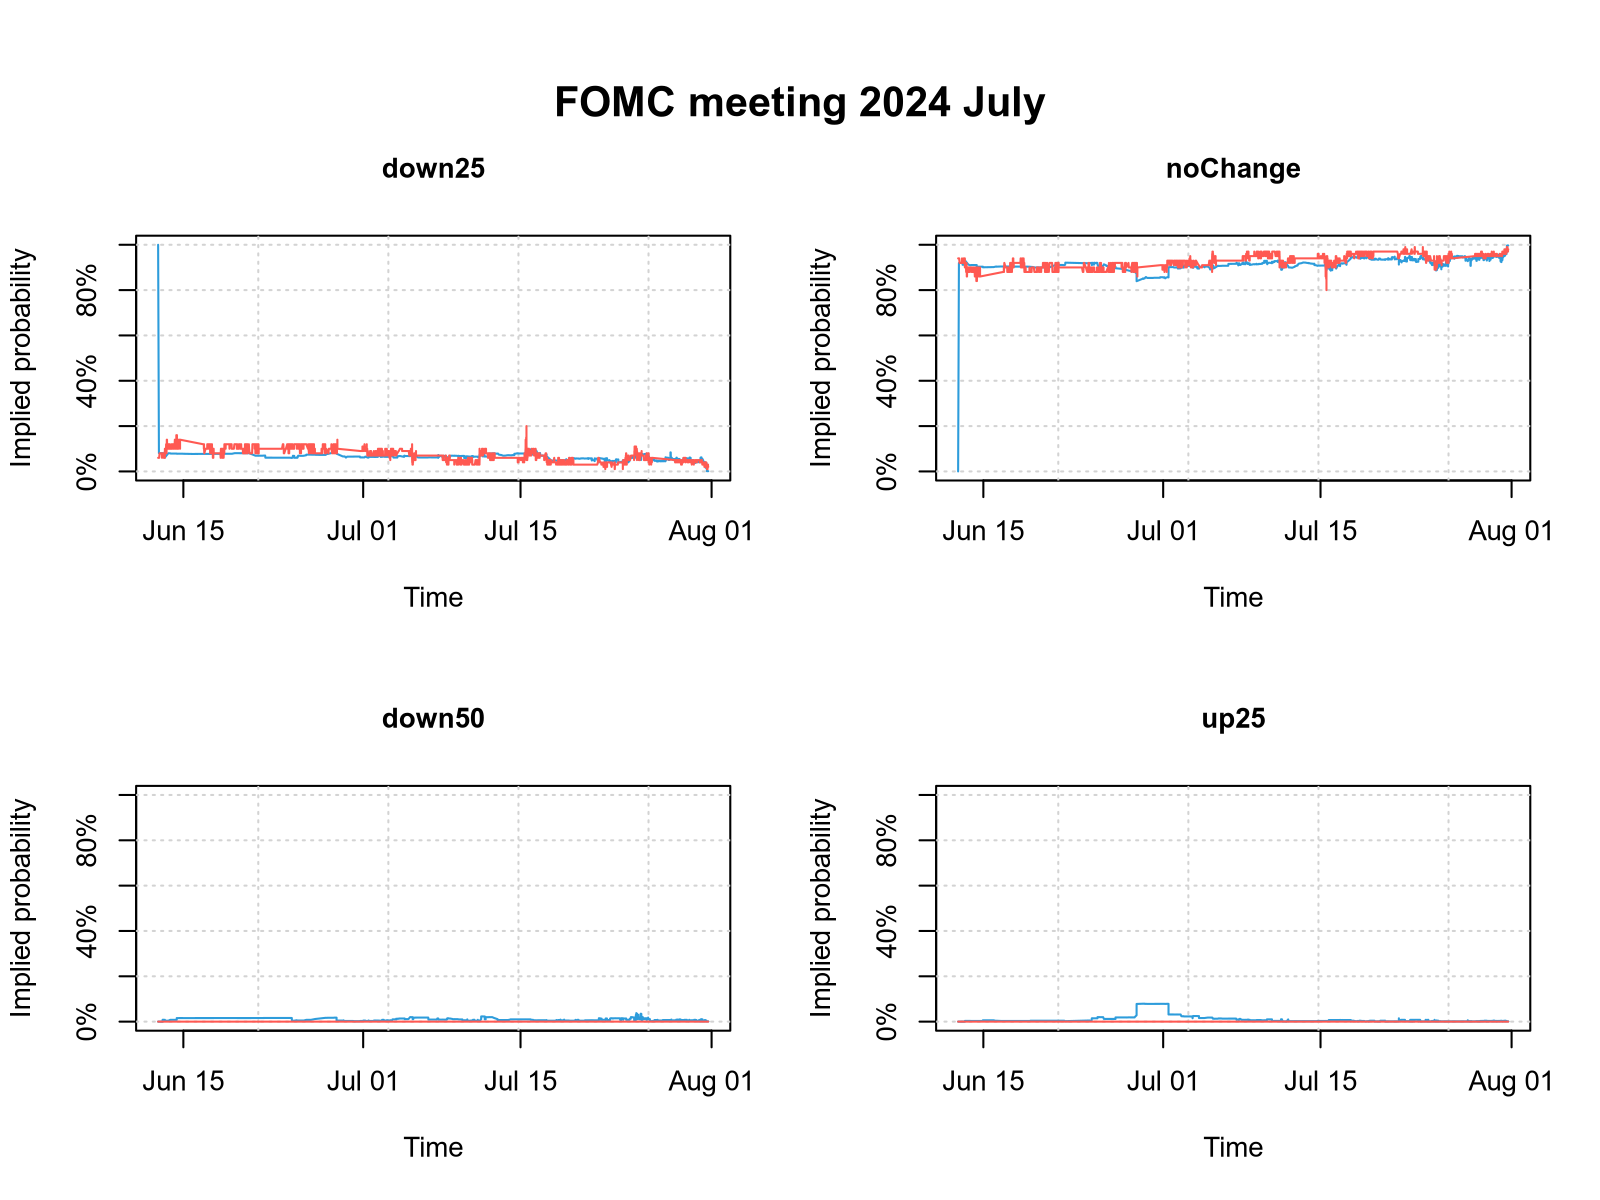 FOMC meeting 2024 July
down25
noChange
Implied probability
0%
40%
80%
Jun 15
Jul 01
Jul 15
Aug 01
Time
Implied probability
0%
40%
80%
Jun 15
Jul 01
Jul 15
Aug 01
Time
down50
up25
Implied probability
0%
40%
80%
Jun 15
Jul 01
Jul 15
Aug 01
Time
Implied probability
0%
40%
80%
Jun 15
Jul 01
Jul 15
Aug 01
Time